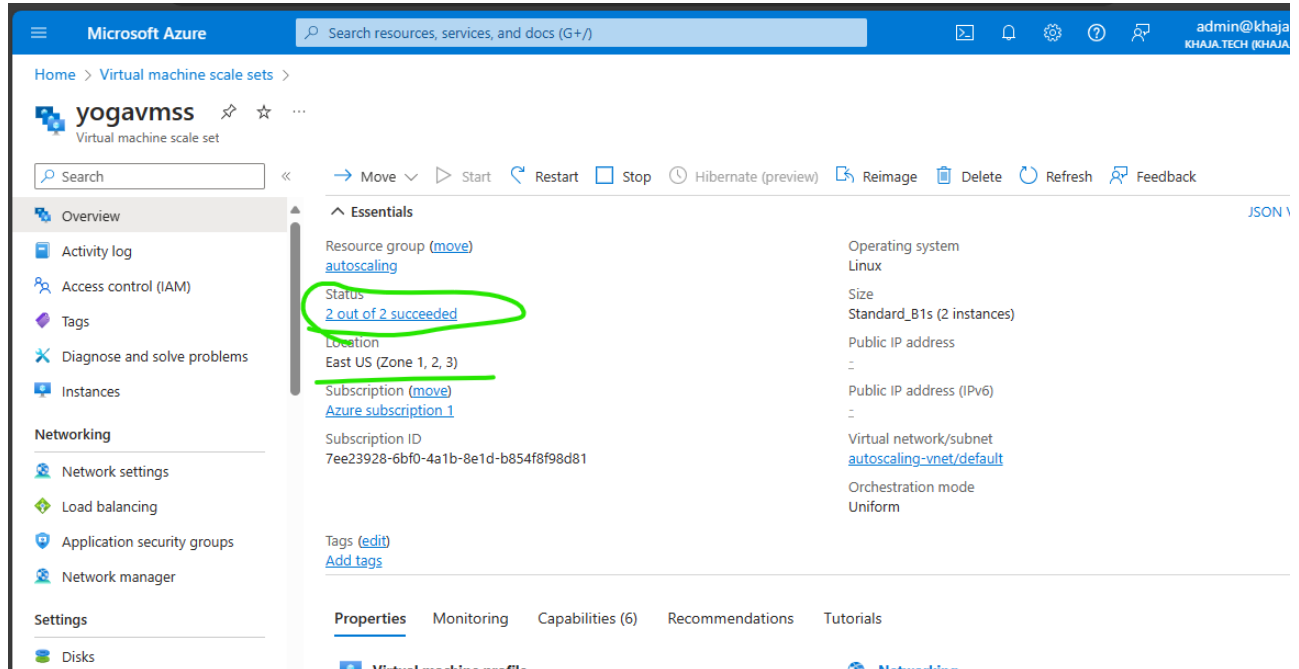 Microsoft Azure
Search resources, services, and docs (G+/)
admin@khaja
KHAJA.TECH (KHAJA.
Home > Virtual machine scale sets >
yogavmss
Virtual machine scale set
Search
Move
Start
Restart
Stop
Hibernate (preview)
Reimage
Delete
Refresh
Feedback
Overview
Activity log
Access control (IAM)
Tags
Diagnose and solve problems
Instances
Networking
Network settings
Load balancing
Application security groups
Network manager
Settings
Disks
Essentials
JSON V
Resource group (move)
autoscaling
Status
2 out of 2 succeeded
Location
East US (Zone 1, 2, 3)
Subscription (move)
Azure subscription 1
Subscription ID
7ee23928-6bf0-4a1b-8e1d-b854f8f98d81
Operating system
Linux
Size
Standard_B1s (2 instances)
Public IP address
-
Public IP address (IPv6)
-
Virtual network/subnet
autoscaling-vnet/default
Orchestration mode
Uniform
Tags (edit)
Add tags
Properties
Monitoring
Capabilities (6)
Recommendations
Tutorials
Virtual machine profile
Networking